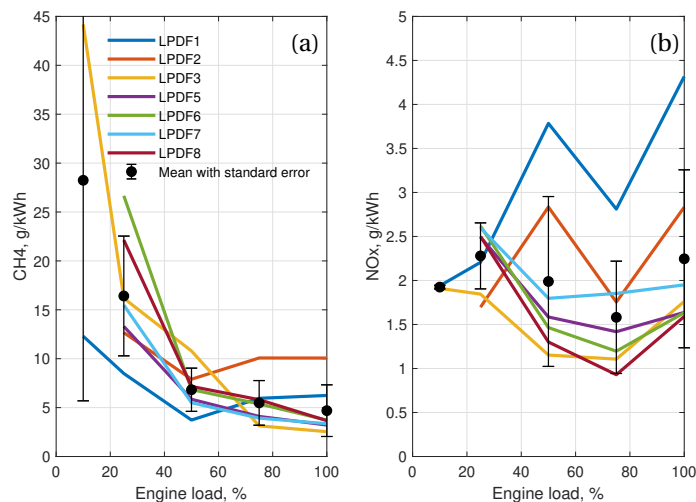 (a)
45
40
35
30
25
20
15
10
5
0
CH4, g/kWh
LPDF1
LPDF2
LPDF3
LPDF5
LPDF6
LPDF7
LPDF8
Mean with standard error
0 20 40 60 80 100
Engine load, %
(b)
5
4.5
4
3.5
3
2.5
2
1.5
1
0.5
0
NOx, g/kWh
0 20 40 60 80 100
Engine load, %